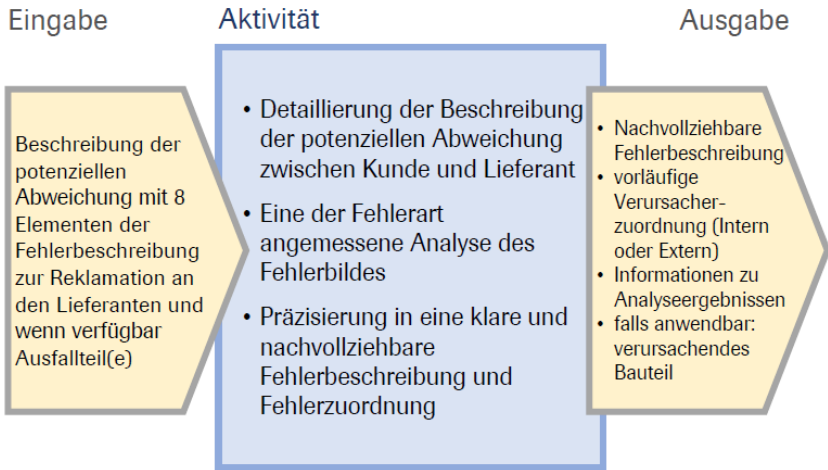 Eingabe
Aktivität
Ausgabe
Beschreibung der
potenziellen
Abweichung mit 8
Elementen der
Fehlerbeschreibung
zur Reklamation an
den Lieferanten und
wenn verfügbar
Ausfallteil(e)
• Detaillierung der Beschreibung
der potenziellen Abweichung
zwischen Kunde und Lieferant
• Eine der Fehlerart
angemessene Analyse des
Fehlerbildes
• Präzisierung in eine klare und
nachvollziehbare
Fehlerbeschreibung und
Fehlerzuordnung
• Nachvollziehbare
Fehlerbeschreibung
• vorläufige
Verursacher-
zuordnung (Intern
oder Extern)
• Informationen zu
Analyseergebnissen
• falls anwendbar:
verursachendes
Bauteil